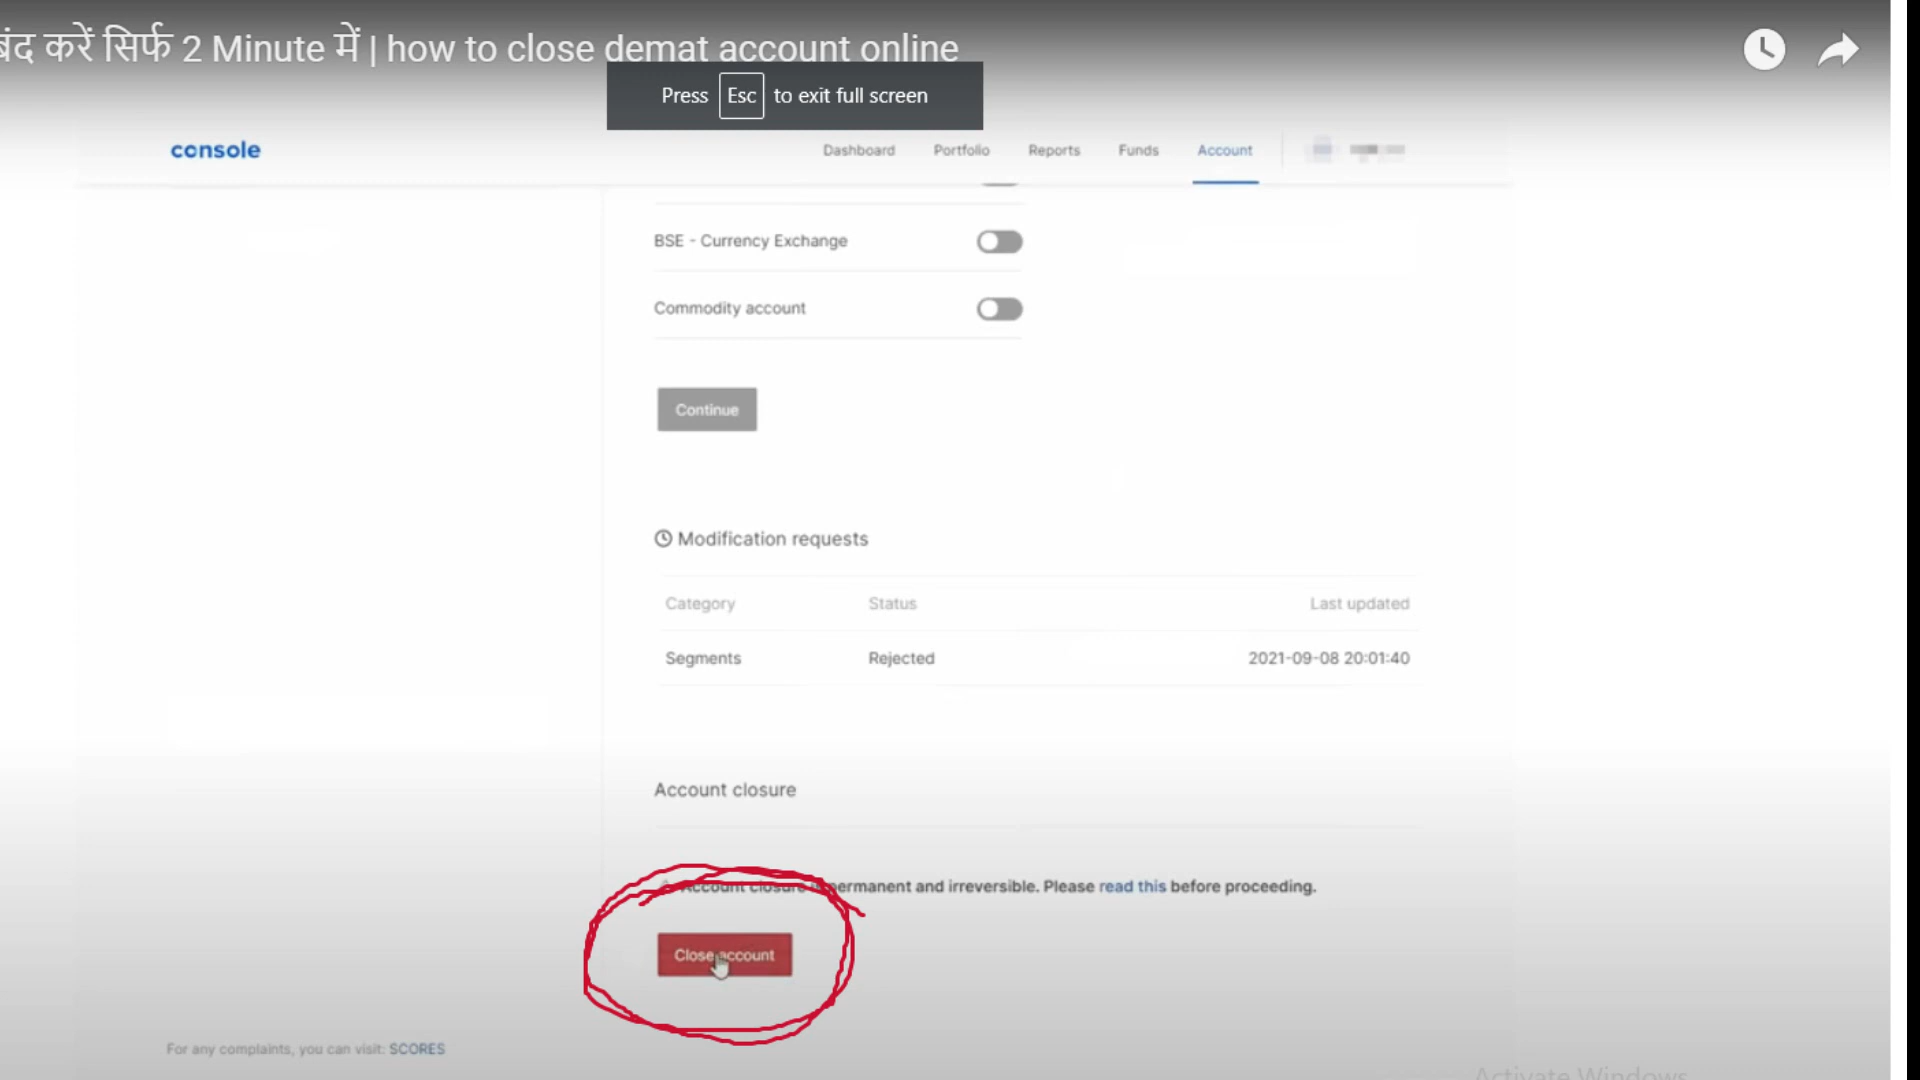 करें सिर्फ 2 Minute में | how to close demat account online
Press Esc to exit full screen
console
Dashboard Portfolio Reports Funds Account
BSE - Currency Exchange
Commodity account
Continue
Modification requests
Category Status Last updated
Segments Rejected 2021-09-08 20:01:40
Account closure
Account closure is permanent and irreversible. Please read this before proceeding.
Close account
For any complaints, you can visit: SCORES
Activate Windows